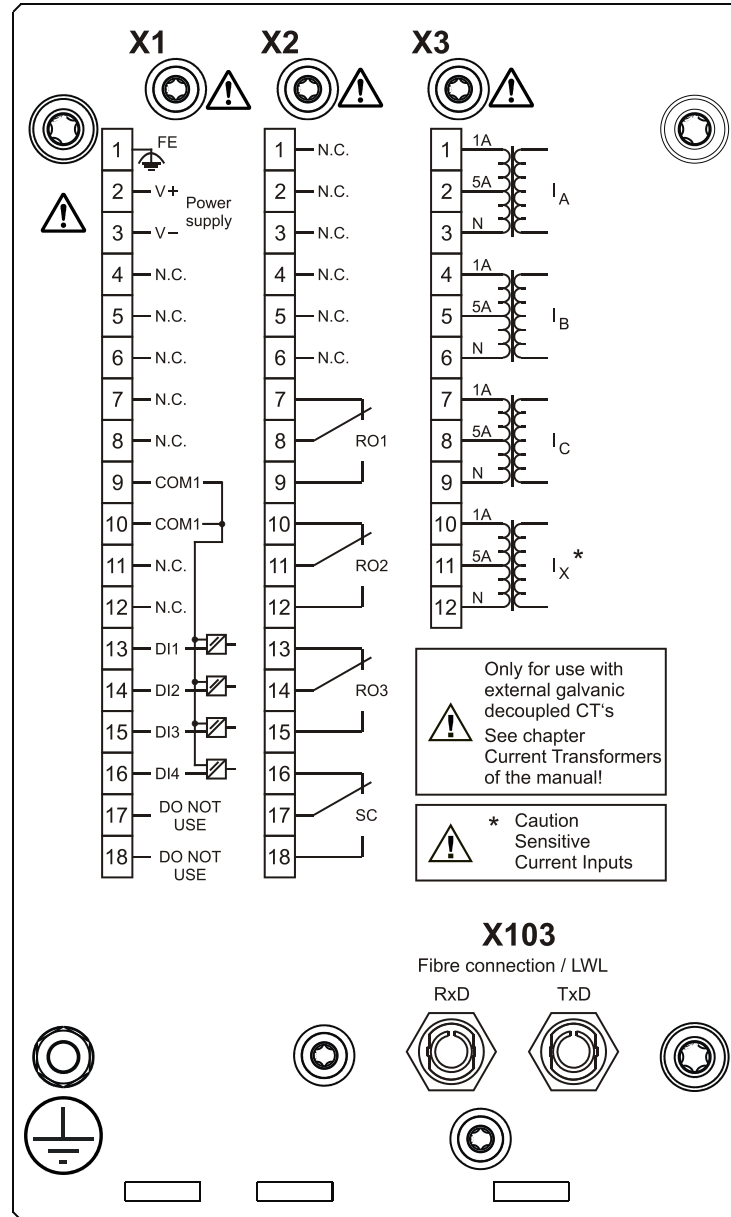 X1
1 FE
2 V+ Power
supply
3 V–
4 N.C.
5 N.C.
6 N.C.
7 N.C.
8 N.C.
9 COM1
10 COM1
11 N.C.
12 N.C.
13 DI1
14 DI2
15 DI3
16 DI4
17 DO NOT
USE
18 DO NOT
USE
X2
1 N.C.
2 N.C.
3 N.C.
4 N.C.
5 N.C.
6 N.C.
7
8 RO1
9
10
11 RO2
12
13
14 RO3
15
16
17 SC
18
X3
1 1A
2 5A IA
3 N
4 1A
5 5A IB
6 N
7 1A
8 5A IC
9 N
10 1A
11 5A IX*
12 N
! Only for use with
external galvanic
decoupled CT‘s
See chapter
Current Transformers
of the manual!
! * Caution
Sensitive
Current Inputs
X103
Fibre connection / LWL
RxD TxD